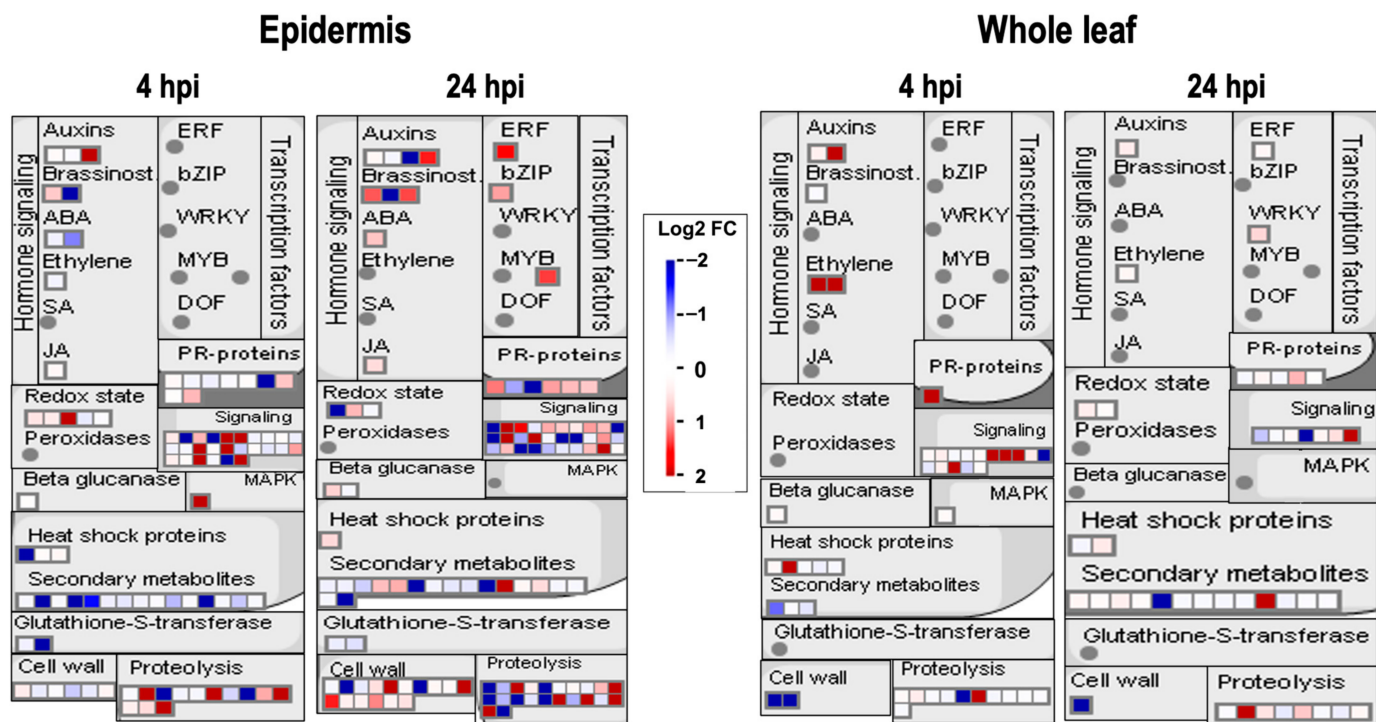 Epidermis
Whole leaf
4 hpi
24 hpi
4 hpi
24 hpi
Hormone signaling
Auxins
Brassinost.
ABA
Ethylene
SA
JA
ERF
bZIP
WRKY
MYB
DOF
Transcription factors
PR-proteins
Redox state
Peroxidases
Signaling
Beta glucanase
MAPK
Heat shock proteins
Secondary metabolites
Glutathione-S-transferase
Cell wall
Proteolysis
Hormone signaling
Auxins
Brassinost.
ABA
Ethylene
SA
JA
ERF
bZIP
WRKY
MYB
DOF
Transcription factors
PR-proteins
Redox state
Peroxidases
Signaling
Beta glucanase
MAPK
Heat shock proteins
Secondary metabolites
Glutathione-S-transferase
Cell wall
Proteolysis
Log2 FC
-2
-1
0
1
2
Hormone signaling
Auxins
Brassinost.
ABA
Ethylene
SA
JA
ERF
bZIP
WRKY
MYB
DOF
Transcription factors
PR-proteins
Redox state
Peroxidases
Signaling
Beta glucanase
MAPK
Heat shock proteins
Secondary metabolites
Glutathione-S-transferase
Cell wall
Proteolysis
Hormone signaling
Auxins
Brassinost.
ABA
Ethylene
SA
JA
ERF
bZIP
WRKY
MYB
DOF
Transcription factors
PR-proteins
Redox state
Peroxidases
Signaling
Beta glucanase
MAPK
Heat shock proteins
Secondary metabolites
Glutathione-S-transferase
Cell wall
Proteolysis